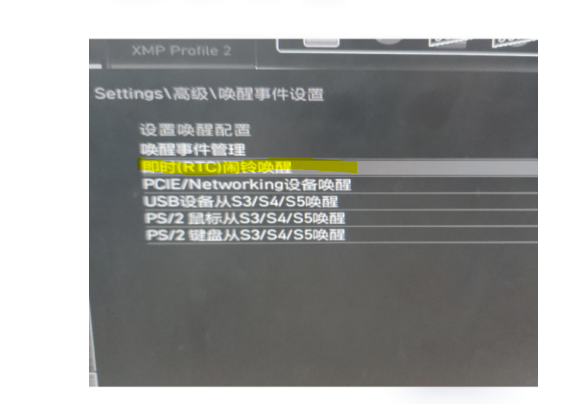 XMP Profile 2
Settings\高级\唤醒事件设置
设置唤醒配置
唤醒事件管理
即时(RTC)闹铃唤醒
PCIE/Networking设备唤醒
USB设备从S3/S4/S5唤醒
PS/2 鼠标从S3/S4/S5唤醒
PS/2 键盘从S3/S4/S5唤醒